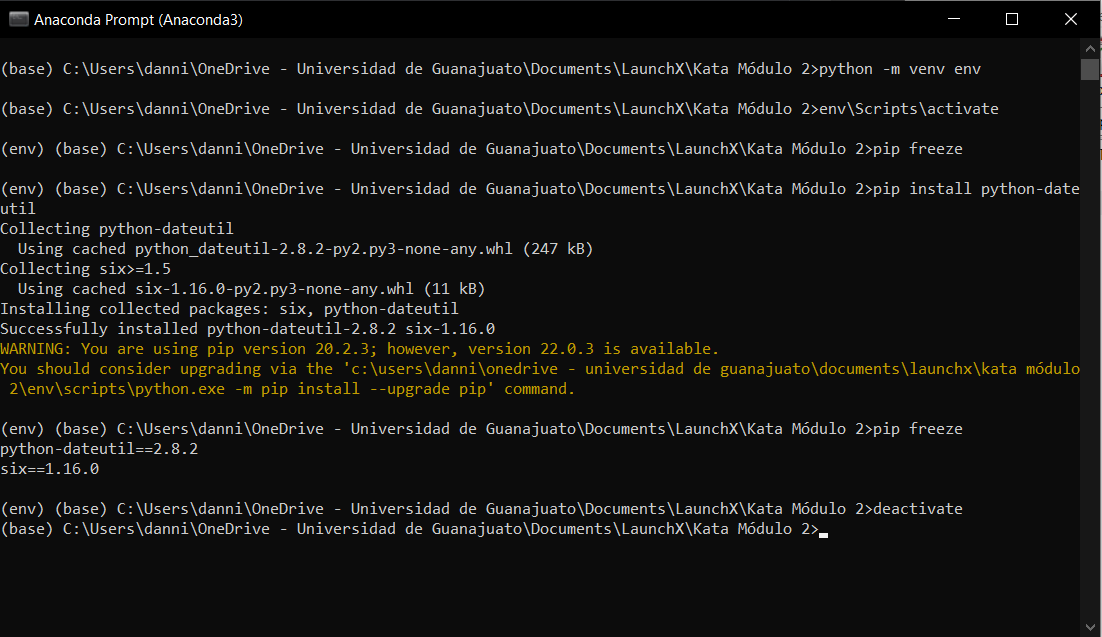 Anaconda Prompt (Anaconda3)
(base) C:\Users\danni\OneDrive - Universidad de Guanajuato\Documents\LaunchX\Kata Módulo 2>python -m venv env
(base) C:\Users\danni\OneDrive - Universidad de Guanajuato\Documents\LaunchX\Kata Módulo 2>env\Scripts\activate
(env) (base) C:\Users\danni\OneDrive - Universidad de Guanajuato\Documents\LaunchX\Kata Módulo 2>pip freeze
(env) (base) C:\Users\danni\OneDrive - Universidad de Guanajuato\Documents\LaunchX\Kata Módulo 2>pip install python-date
util
Collecting python-dateutil
  Using cached python_dateutil-2.8.2-py2.py3-none-any.whl (247 kB)
Collecting six>=1.5
  Using cached six-1.16.0-py2.py3-none-any.whl (11 kB)
Installing collected packages: six, python-dateutil
Successfully installed python-dateutil-2.8.2 six-1.16.0
WARNING: You are using pip version 20.2.3; however, version 22.0.3 is available.
You should consider upgrading via the 'c:\users\danni\onedrive - universidad de guanajuato\documents\launchx\kata módulo
 2\env\scripts\python.exe -m pip install --upgrade pip' command.
(env) (base) C:\Users\danni\OneDrive - Universidad de Guanajuato\Documents\LaunchX\Kata Módulo 2>pip freeze
python-dateutil==2.8.2
six==1.16.0
(env) (base) C:\Users\danni\OneDrive - Universidad de Guanajuato\Documents\LaunchX\Kata Módulo 2>deactivate
(base) C:\Users\danni\OneDrive - Universidad de Guanajuato\Documents\LaunchX\Kata Módulo 2>